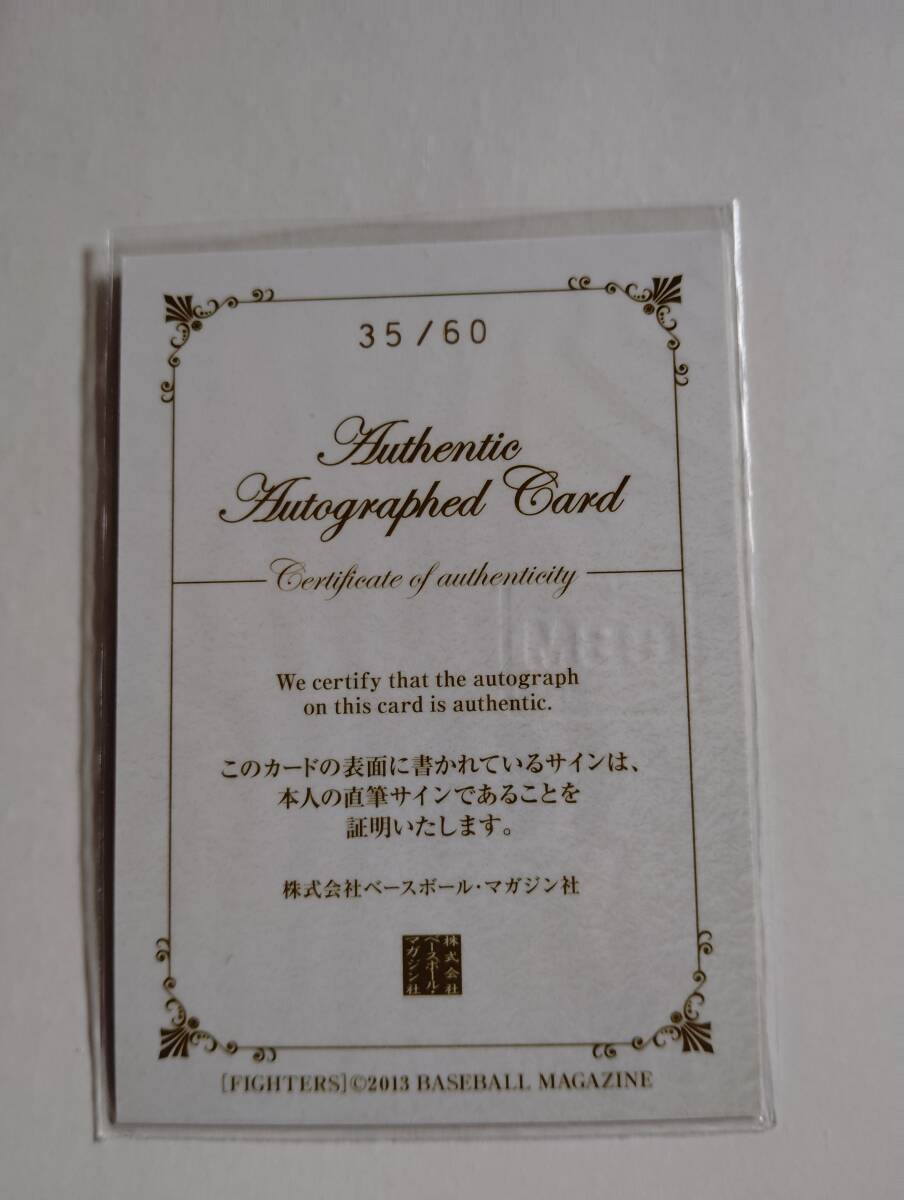 35/60
Authentic
Autographed Card
Certificate of authenticity
We certify that the autograph
on this card is authentic.
このカードの表面に書かれているサインは、
本人の直筆サインであることを
証明いたします。
株式会社ベースボール・マガジン社
株式会社
ベースボール・
マガジン社
[FIGHTERS]©2013 BASEBALL MAGAZINE